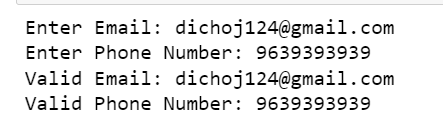 Enter Email: dichoj124@gmail.com
Enter Phone Number: 9639393939
Valid Email: dichoj124@gmail.com
Valid Phone Number: 9639393939